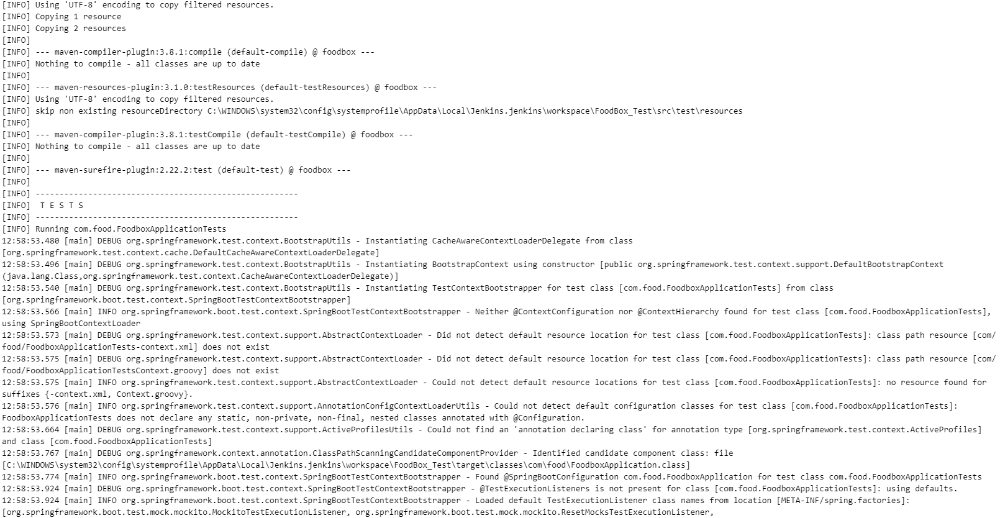 [INFO] Using 'UTF-8' encoding to copy filtered resources.
[INFO] Copying 1 resource
[INFO] Copying 2 resources
[INFO]
[INFO] --- maven-compiler-plugin:3.8.1:compile (default-compile) @ foodbox ---
[INFO] Nothing to compile - all classes are up to date
[INFO]
[INFO] --- maven-resources-plugin:3.1.0:testResources (default-testResources) @ foodbox ---
[INFO] Using 'UTF-8' encoding to copy filtered resources.
[INFO] skip non existing resourceDirectory C:\WINDOWS\system32\config\systemprofile\AppData\Local\Jenkins.jenkins\workspace\FoodBox_Test\src\test\resources
[INFO]
[INFO] --- maven-compiler-plugin:3.8.1:testCompile (default-testCompile) @ foodbox ---
[INFO] Nothing to compile - all classes are up to date
[INFO]
[INFO] --- maven-surefire-plugin:2.22.2:test (default-test) @ foodbox ---
[INFO]
[INFO] -------------------------------------------------------
[INFO]  T E S T S
[INFO] -------------------------------------------------------
[INFO] Running com.food.FoodboxApplicationTests
12:58:53.480 [main] DEBUG org.springframework.test.context.BootstrapUtils - Instantiating CacheAwareContextLoaderDelegate from class
[org.springframework.test.context.cache.DefaultCacheAwareContextLoaderDelegate]
12:58:53.496 [main] DEBUG org.springframework.test.context.BootstrapUtils - Instantiating BootstrapContext using constructor [public org.springframework.test.context.support.DefaultBootstrapContext
(java.lang.Class,org.springframework.test.context.CacheAwareContextLoaderDelegate)]
12:58:53.540 [main] DEBUG org.springframework.test.context.BootstrapUtils - Instantiating TestContextBootstrapper for test class [com.food.FoodboxApplicationTests] from class
[org.springframework.boot.test.context.SpringBootTestContextBootstrapper]
12:58:53.566 [main] INFO org.springframework.boot.test.context.SpringBootTestContextBootstrapper - Neither @ContextConfiguration nor @ContextHierarchy found for test class [com.food.FoodboxApplicationTests],
using SpringBootContextLoader
12:58:53.573 [main] DEBUG org.springframework.test.context.support.AbstractContextLoader - Did not detect default resource location for test class [com.food.FoodboxApplicationTests]: class path resource [com/
food/FoodboxApplicationTests-context.xml] does not exist
12:58:53.575 [main] DEBUG org.springframework.test.context.support.AbstractContextLoader - Did not detect default resource location for test class [com.food.FoodboxApplicationTests]: class path resource [com/
food/FoodboxApplicationTestsContext.groovy] does not exist
12:58:53.575 [main] INFO org.springframework.test.context.support.AbstractContextLoader - Could not detect default resource locations for test class [com.food.FoodboxApplicationTests]: no resource found for
suffixes {-context.xml, Context.groovy}.
12:58:53.576 [main] INFO org.springframework.test.context.support.AnnotationConfigContextLoaderUtils - Could not detect default configuration classes for test class [com.food.FoodboxApplicationTests]:
FoodboxApplicationTests does not declare any static, non-private, non-final, nested classes annotated with @Configuration.
12:58:53.664 [main] DEBUG org.springframework.test.context.support.ActiveProfilesUtils - Could not find an 'annotation declaring class' for annotation type [org.springframework.test.context.ActiveProfiles]
and class [com.food.FoodboxApplicationTests]
12:58:53.767 [main] DEBUG org.springframework.context.annotation.ClassPathScanningCandidateComponentProvider - Identified candidate component class: file
[C:\WINDOWS\system32\config\systemprofile\AppData\Local\Jenkins.jenkins\workspace\FoodBox_Test\target\classes\com\food\FoodboxApplication.class]
12:58:53.774 [main] INFO org.springframework.boot.test.context.SpringBootTestContextBootstrapper - Found @SpringBootConfiguration com.food.FoodboxApplication for test class com.food.FoodboxApplicationTests
12:58:53.924 [main] DEBUG org.springframework.boot.test.context.SpringBootTestContextBootstrapper - @TestExecutionListeners is not present for class [com.food.FoodboxApplicationTests]: using defaults.
12:58:53.924 [main] INFO org.springframework.boot.test.context.SpringBootTestContextBootstrapper - Loaded default TestExecutionListener class names from location [META-INF/spring.factories]:
[org.springframework.boot.test.mock.mockito.MockitoTestExecutionListener, org.springframework.boot.test.mock.mockito.ResetMocksTestExecutionListener,